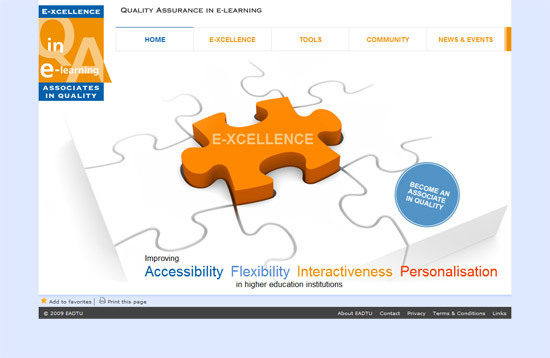 E-XCELLENCE
QA
in
e-learning
ASSOCIATES
IN QUALITY
QUALITY ASSURANCE IN E-LEARNING
HOME E-XCELLENCE TOOLS COMMUNITY NEWS & EVENTS
E-XCELLENCE
BECOME AN
ASSOCIATE
IN QUALITY
Improving
Accessibility Flexibility Interactiveness Personalisation
in higher education institutions
Add to favorites | Print this page
© 2009 EADTU About EADTU Contact Privacy Terms & Conditions Links